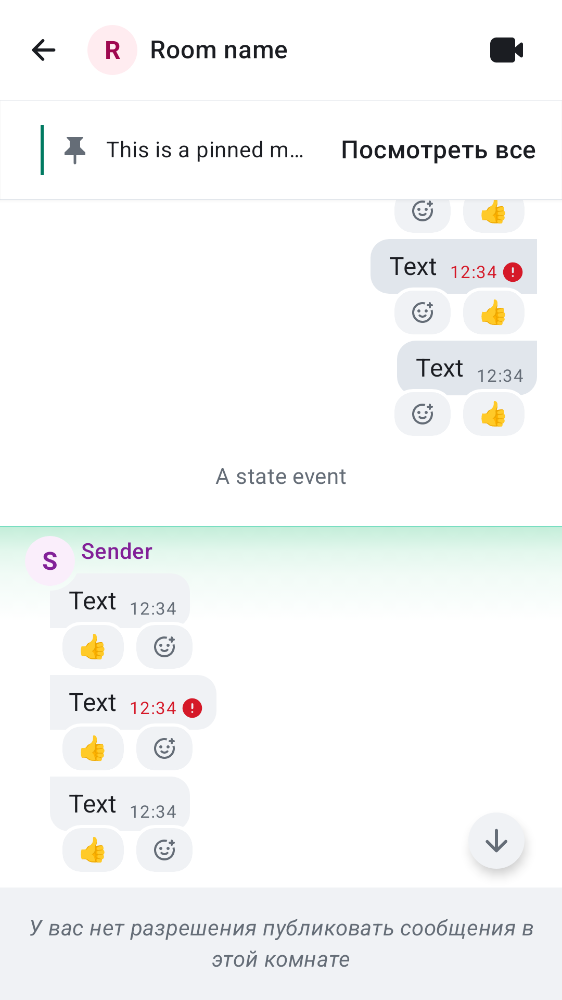 R Room name
This is a pinned m… Посмотреть все
Text 12:34
Text 12:34
A state event
S Sender
Text 12:34
Text 12:34
Text 12:34
У вас нет разрешения публиковать сообщения в
этой комнате